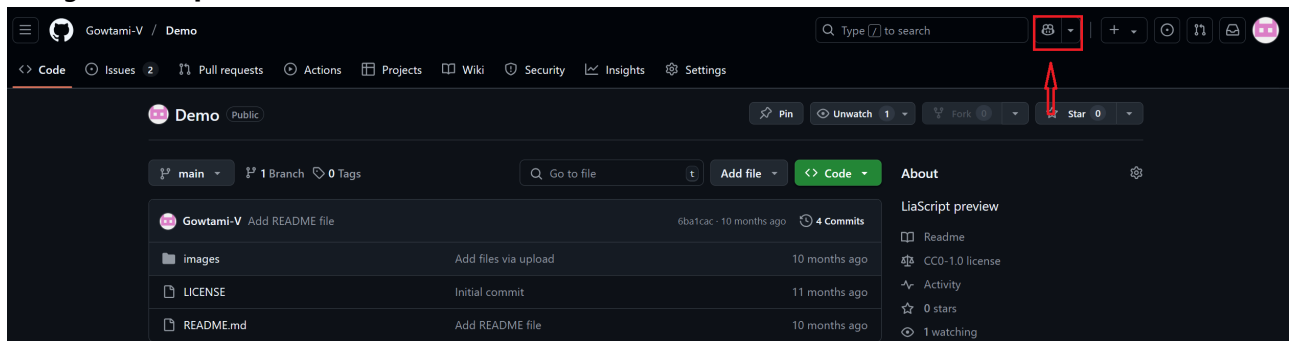 Gowtami-V / Demo
Type / to search
Code Issues 2 Pull requests Actions Projects Wiki Security Insights Settings
Demo Public
Pin Unwatch 1 Fork 0 Star 0
main 1 Branch 0 Tags
Go to file t Add file Code
About
LiaScript preview
Gowtami-V Add README file 6ba1cac · 10 months ago 4 Commits
Readme
images Add files via upload 10 months ago
CC0-1.0 license
Activity
LICENSE Initial commit 11 months ago
0 stars
README.md Add README file 10 months ago
1 watching